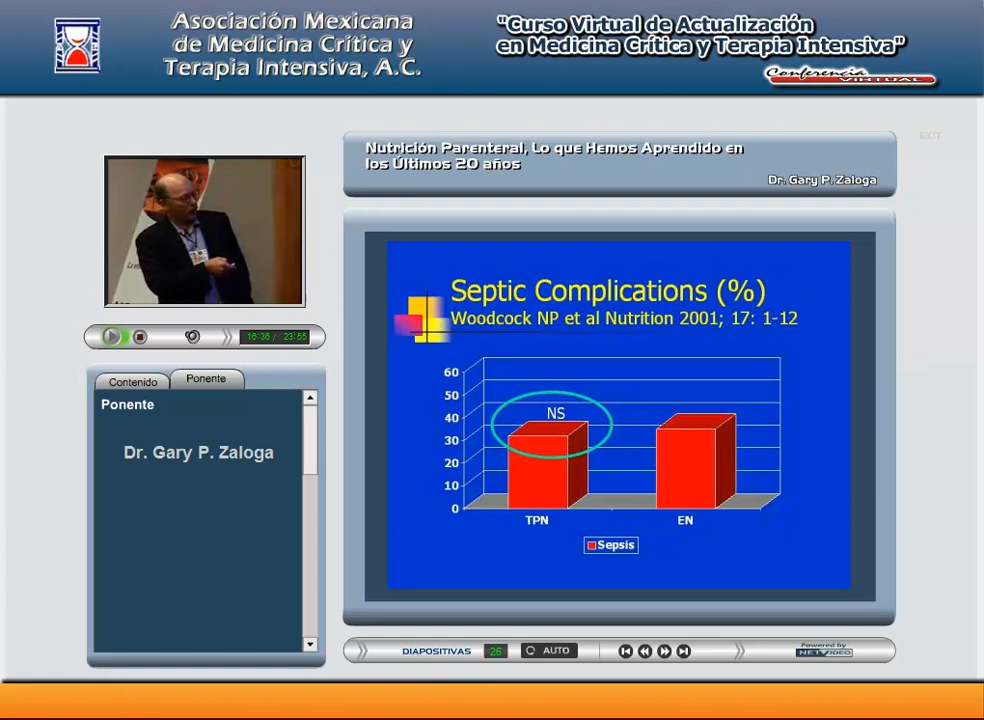 Asociación Mexicana
de Medicina Crítica y
Terapia Intensiva, A.C.
"Curso Virtual de Actualización
en Medicina Crítica y Terapia Intensiva"
Conferencia
VIRTUAL
EXIT
Nutrición Parenteral, Lo que Hemos Aprendido en
los Últimos 20 años
Dr. Gary P. Zaloga
16:36 / 23:55
Contenido
Ponente
Ponente
Dr. Gary P. Zaloga
Septic Complications (%)
Woodcock NP et al Nutrition 2001; 17: 1-12
60
50
40
30
20
10
0
NS
TPN
EN
Sepsis
DIAPOSITIVAS
26
AUTO
Powered by
NETVIDEO